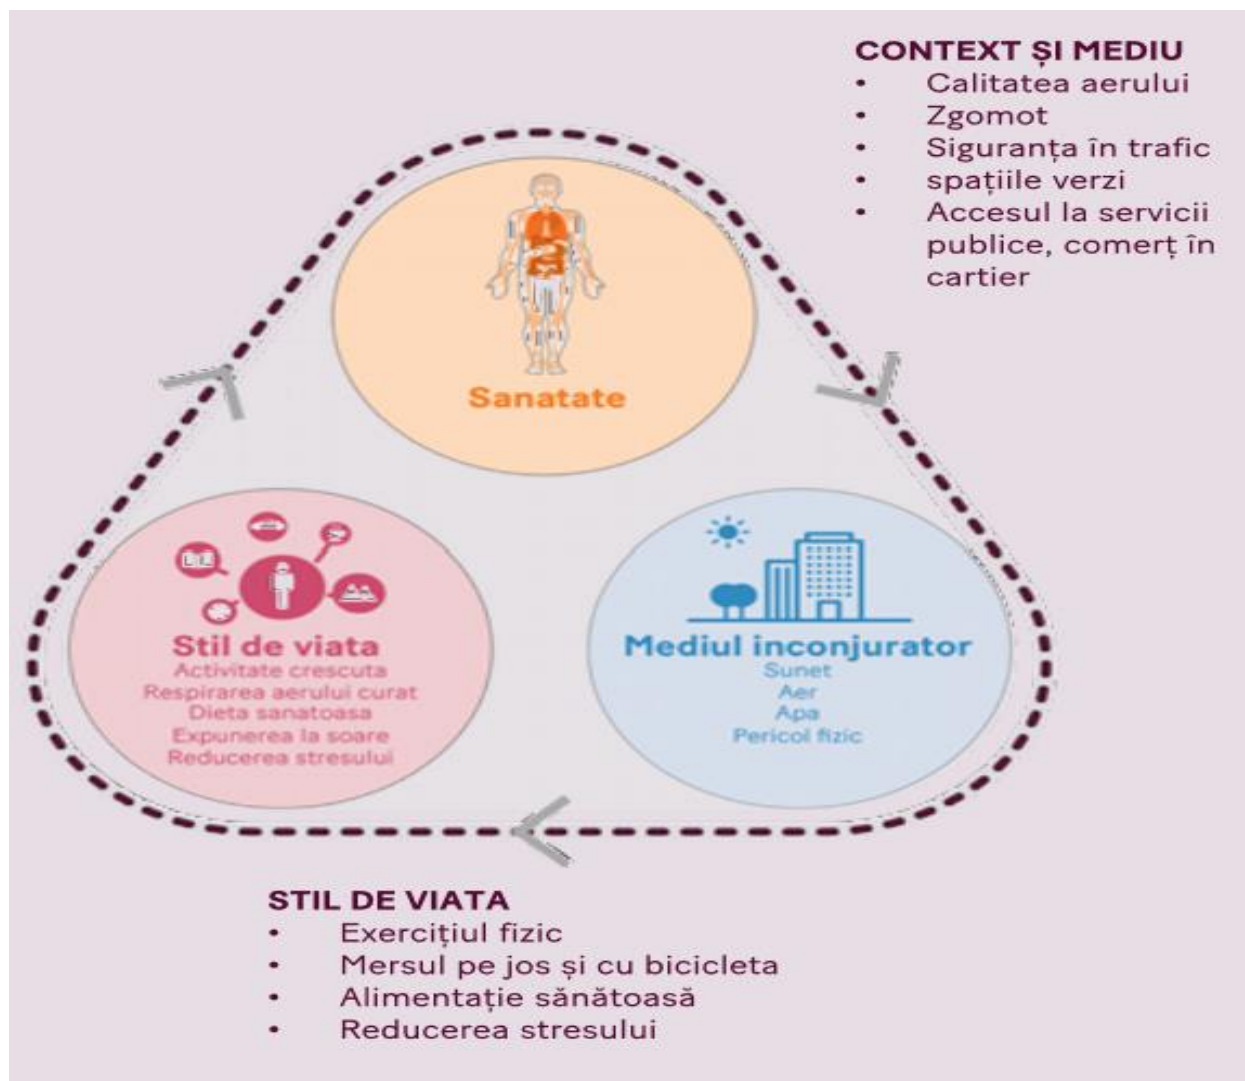 CONTEXT ȘI MEDIU
• Calitatea aerului
• Zgomot
• Siguranța în trafic
• spațiile verzi
• Accesul la servicii
publice, comerț în
cartier
Sanatate
Stil de viata
Activitate crescuta
Respirarea aerului curat
Dieta sanatoasa
Expunerea la soare
Reducerea stresului
Mediul inconjurator
Sunet
Aer
Apa
Pericol fizic
STIL DE VIATA
• Exercițiul fizic
• Mersul pe jos și cu bicicleta
• Alimentație sănătoasă
• Reducerea stresului